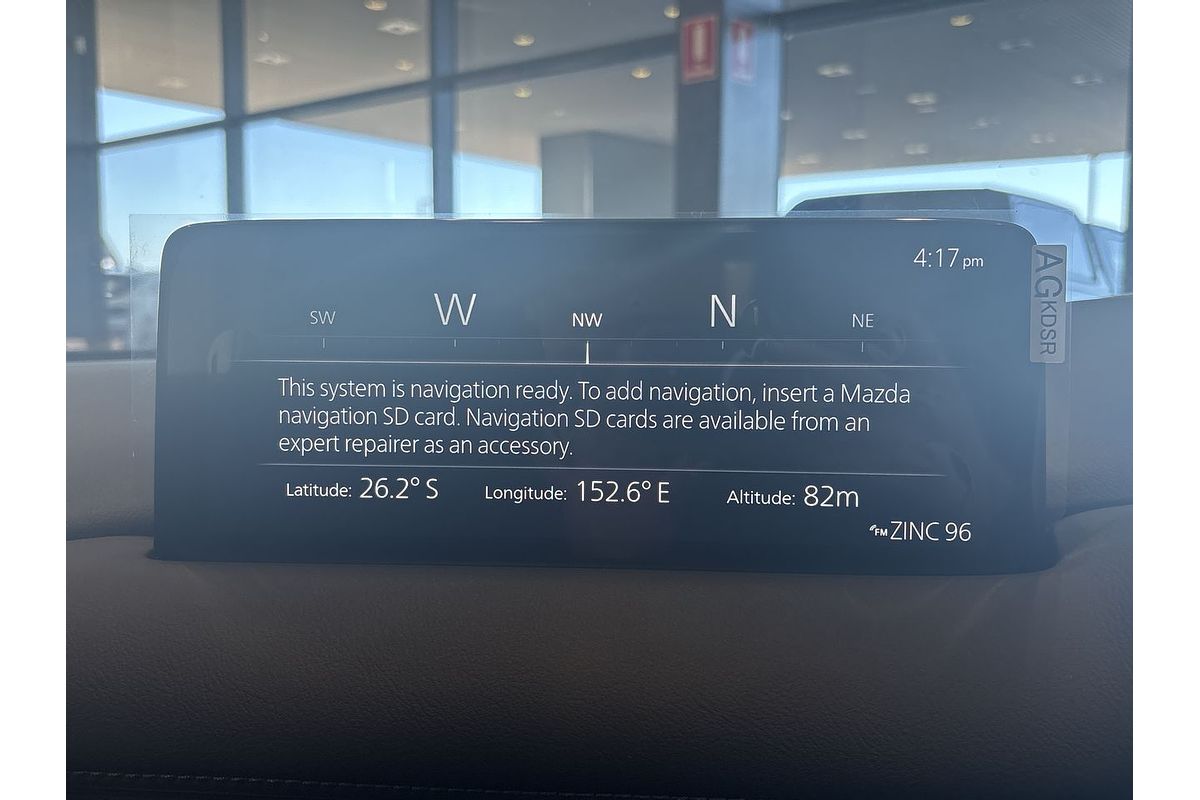 4:17 pm
SW W NW N NE
AGKDSR
This system is navigation ready. To add navigation, insert a Mazda
navigation SD card. Navigation SD cards are available from an
expert repairer as an accessory.
Latitude: 26.2° S Longitude: 152.6° E Altitude: 82m
FM ZINC 96